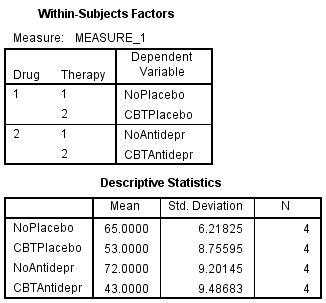 Within-Subjects Factors
Measure: MEASURE_1
Drug Therapy Dependent Variable
1 1 NoPlacebo
2 CBTPlacebo
2 1 NoAntidepr
2 CBTAntidepr
Descriptive Statistics
Mean Std. Deviation N
NoPlacebo 65.0000 6.21825 4
CBTPlacebo 53.0000 8.75595 4
NoAntidepr 72.0000 9.20145 4
CBTAntidepr 43.0000 9.48683 4